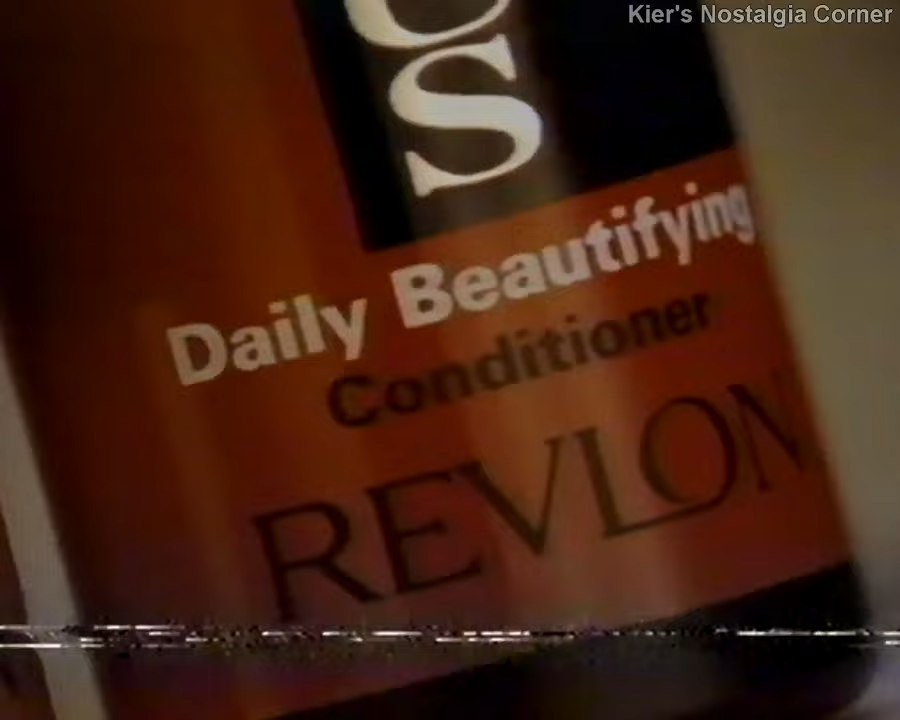 Kier's Nostalgia Corner
S
Daily Beautifying
Conditioner
REVLON